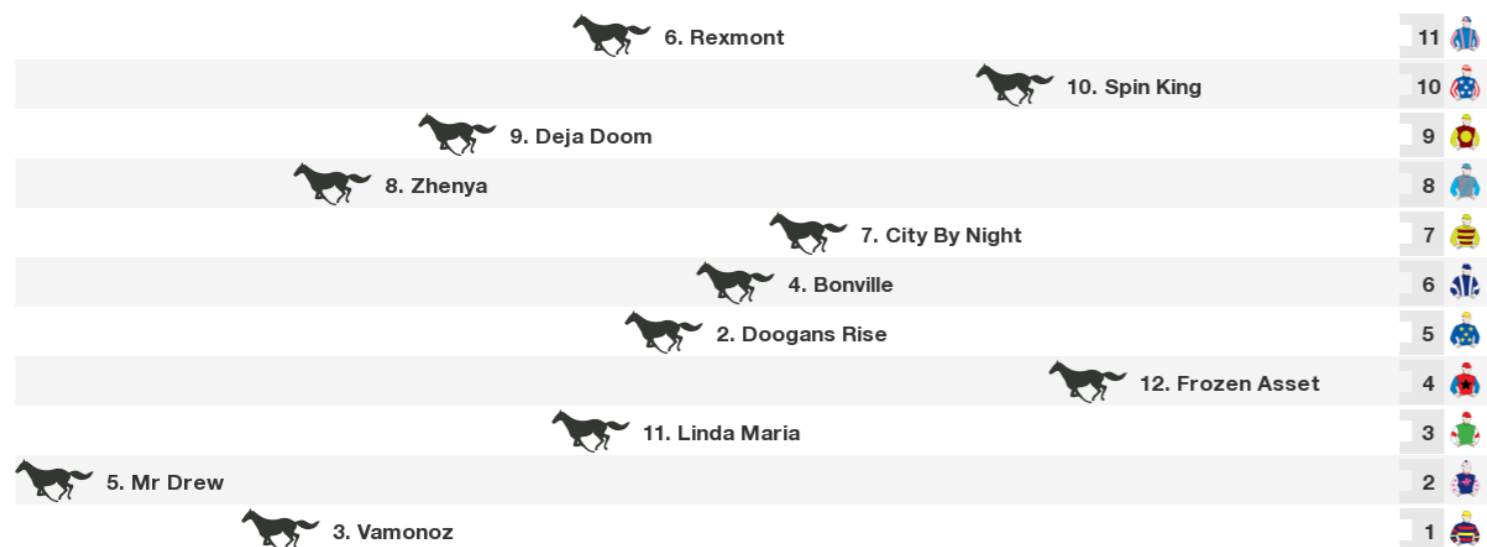 6. Rexmont 11
10. Spin King 10
9. Deja Doom 9
8. Zhenya 8
7. City By Night 7
4. Bonville 6
2. Doogans Rise 5
12. Frozen Asset 4
11. Linda Maria 3
5. Mr Drew 2
3. Vamonoz 1